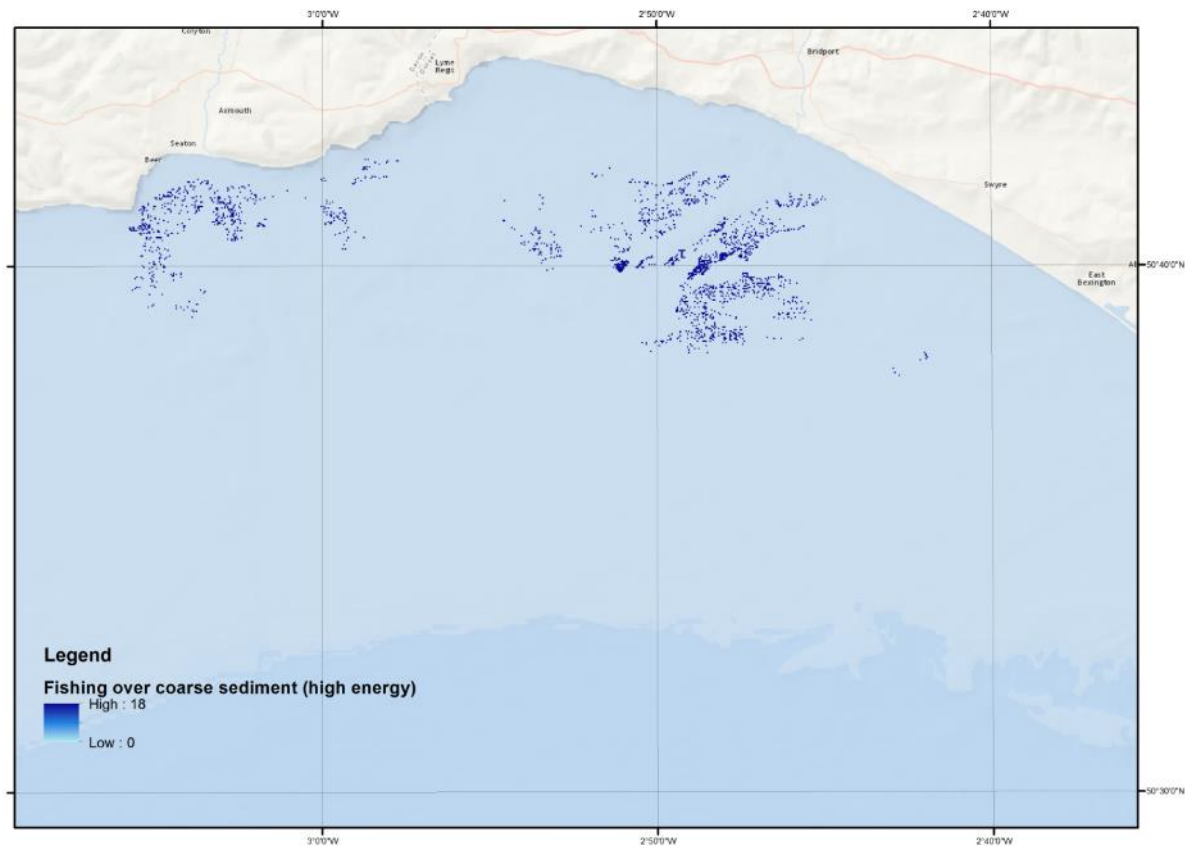 3°0'0"W 2°50'0"W 2°40'0"W
Colyton
Devon
Dorset
Lyme
Regis
Bridport
Axmouth
Seaton
Beer
Swyre
50°40'0"N
East
Bexington
Legend
Fishing over coarse sediment (high energy)
High : 18
Low : 0
50°30'0"N
3°0'0"W 2°50'0"W 2°40'0"W